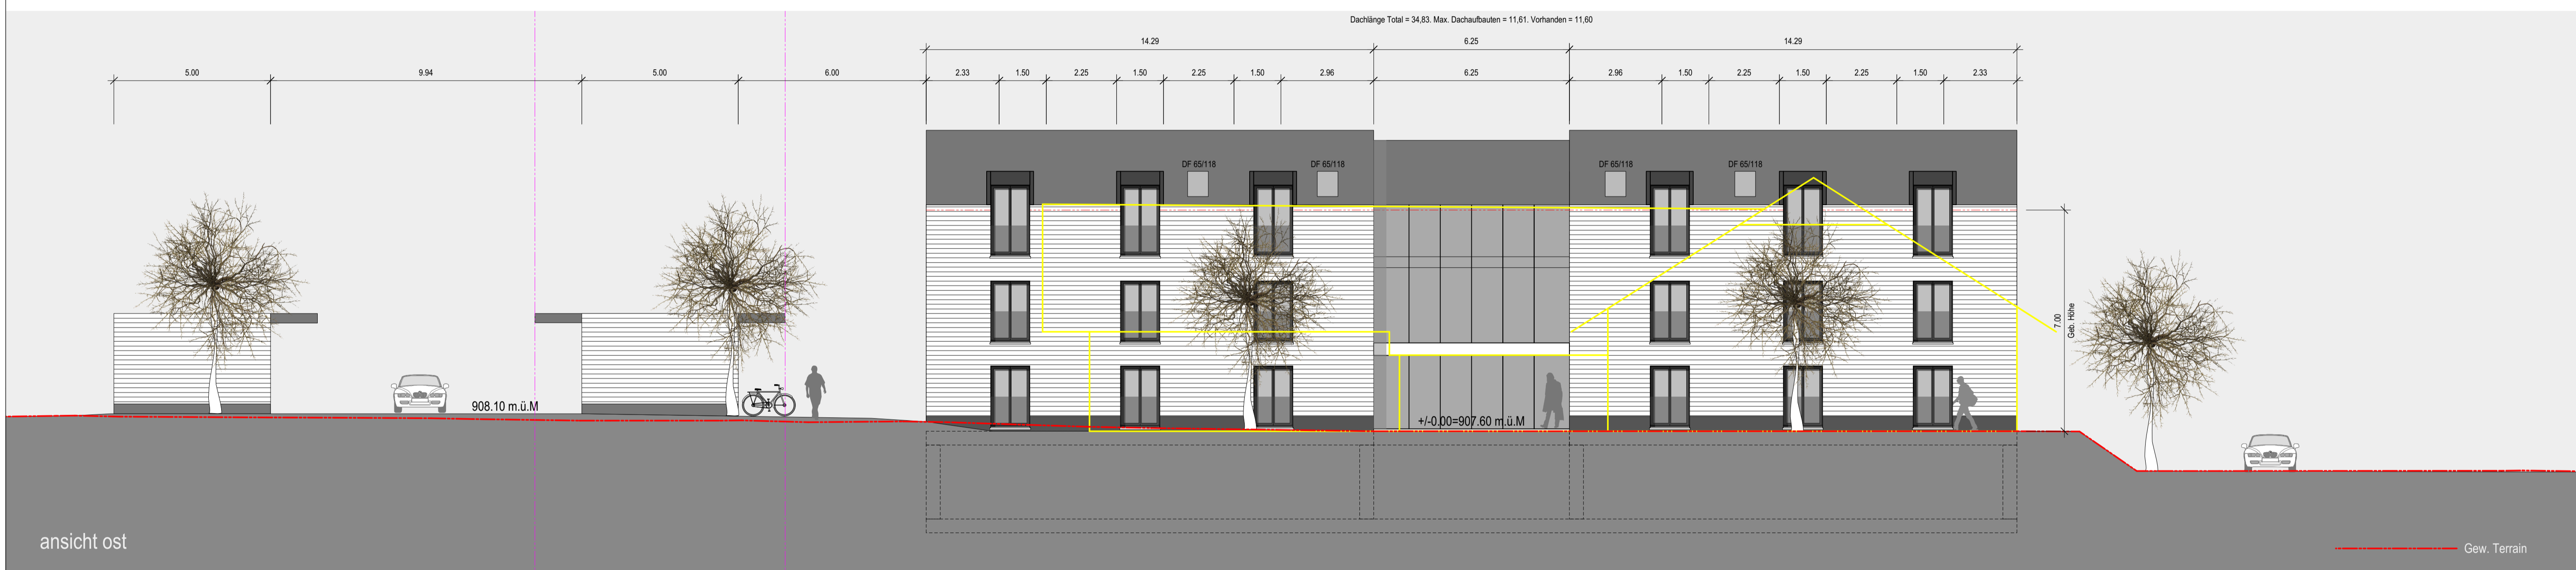 Dachlänge Total = 34,83. Max. Dachaufbauten = 11,61. Vorhanden = 11,60
14.29 6.25 14.29
5.00 9.94 5.00 6.00 2.33 1.50 2.25 1.50 2.25 1.50 2.96 6.25 2.96 1.50 2.25 1.50 2.25 1.50 2.33
DF 65/118 DF 65/118 DF 65/118 DF 65/118
7.00
Geb. Höhe
908.10 m.ü.M
+/-0.00=907.60 m.ü.M
ansicht ost
Gew. Terrain